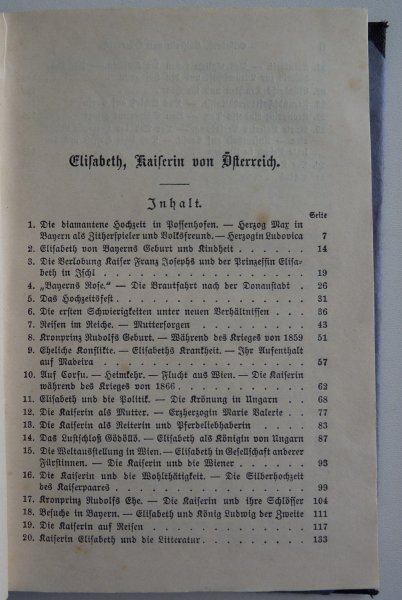 Elisabeth, Kaiserin von Österreich.
Inhalt.
Seite
1. Die diamantene Hochzeit in Possenhofen. — Herzog Max in
Bayern als Zitherspieler und Volksfreund. — Herzogin Ludovica 7
2. Elisabeth von Bayerns Geburt und Kindheit . . . . . 14
3. Die Verlobung Kaiser Franz Josephs und der Prinzessin Elisa-
beth in Ischl . . . . . . . . . . . . . . . 19
4. „Bayerns Rose.“ — Die Brautfahrt nach der Donaustadt . 26
5. Das Hochzeitsfest . . . . . . . . . . . . . 31
6. Die ersten Schwierigkeiten unter neuen Verhältnissen . . 36
7. Reisen im Reiche. — Muttersorgen . . . . . . . . 43
8. Kronprinz Rudolfs Geburt. — Während des Krieges von 1859 51
9. Eheliche Konflikte. — Elisabeths Krankheit. — Ihr Aufenthalt
auf Madeira . . . . . . . . . . . . . . . 57
10. Auf Corfu. — Heimkehr. — Flucht aus Wien. — Die Kaiserin
während des Krieges von 1866 . . . . . . . . . 62
11. Elisabeth und die Politik. — Die Krönung in Ungarn . . 68
12. Die Kaiserin als Mutter. — Erzherzogin Marie Valerie . . 77
13. Die Kaiserin als Reiterin und Pferdeliebhaberin . . . . 83
14. Das Lustschloß Gödöllö. — Elisabeth als Königin von Ungarn 87
15. Die Weltausstellung in Wien. — Elisabeth in Gesellschaft anderer
Fürstinnen. — Die Kaiserin und die Wiener . . . . . 93
16. Die Kaiserin und die Wohlthätigkeit. — Die Silberhochzeit
des Kaiserpaares . . . . . . . . . . . . . 99
17. Kronprinz Rudolfs Ehe. — Die Kaiserin und ihre Schlösser 104
18. Besuche in Bayern. — Elisabeth und König Ludwig der Zweite 111
19. Die Kaiserin auf Reisen . . . . . . . . . . . 117
20. Kaiserin Elisabeth und die Litteratur . . . . . . . 133